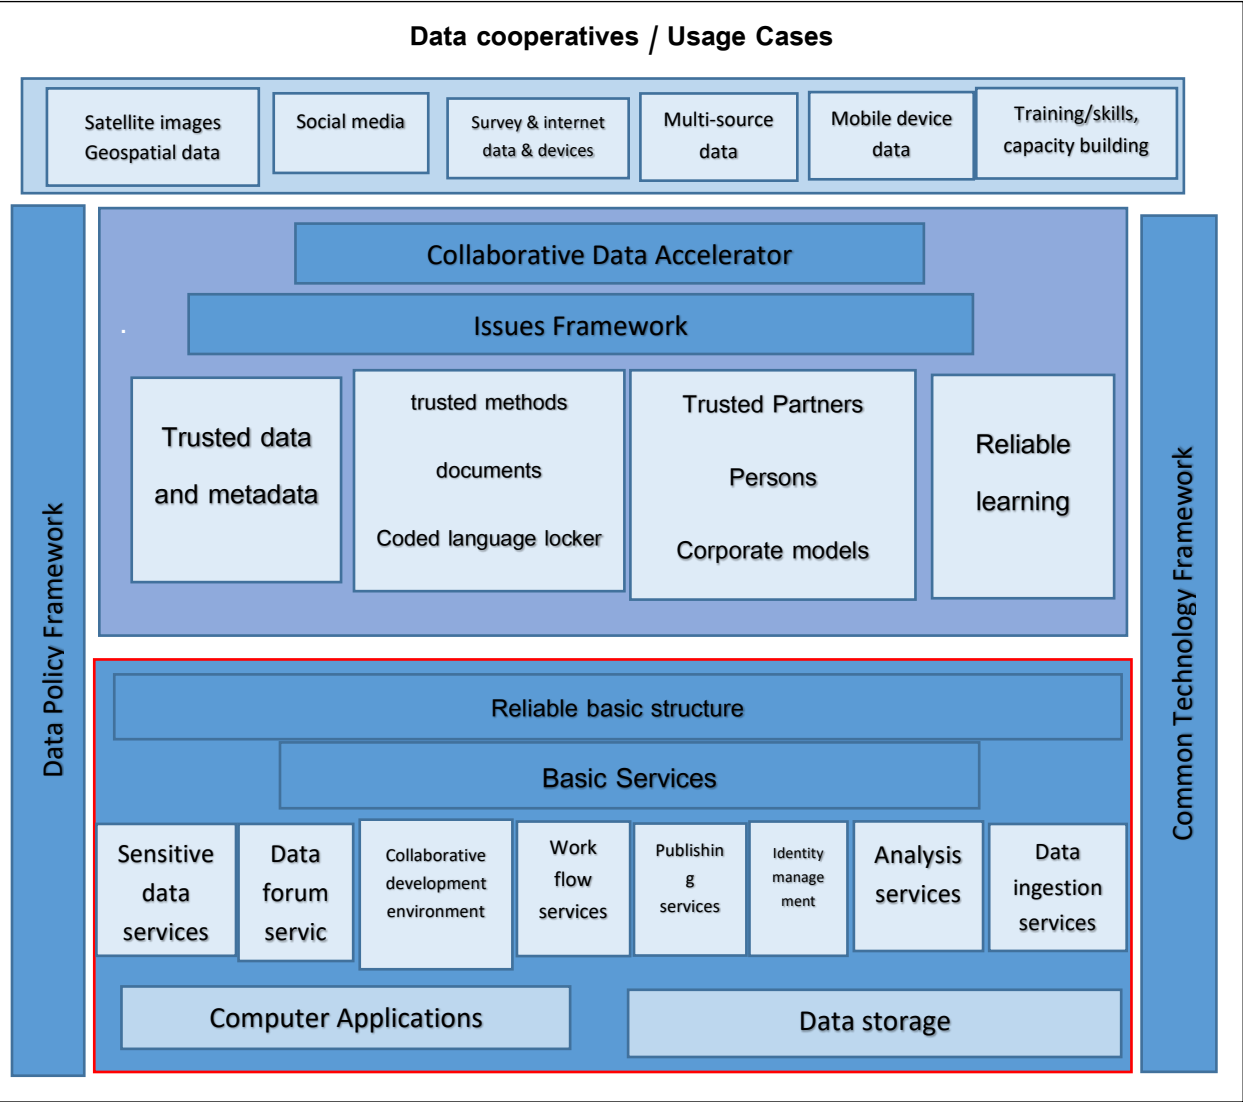 Data cooperatives / Usage Cases
Satellite images
Geospatial data
Social media
Survey & internet
data & devices
Multi-source
data
Mobile device
data
Training/skills,
capacity building
Data Policy Framework
Collaborative Data Accelerator
Issues Framework
Trusted data
and metadata
trusted methods
documents
Coded language locker
Trusted Partners
Persons
Corporate models
Reliable
learning
Common Technology Framework
Reliable basic structure
Basic Services
Sensitive
data
services
Data
forum
servic
Collaborative
development
environment
Work
flow
services
Publishin
g
services
Identity
manage
ment
Analysis
services
Data
ingestion
services
Computer Applications
Data storage